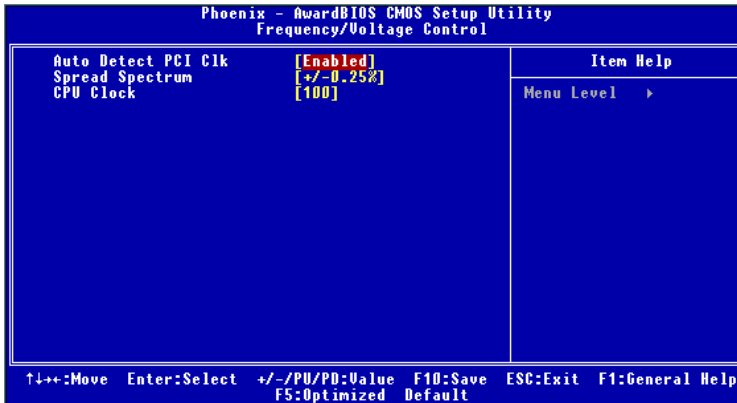 Phoenix - AwardBIOS CMOS Setup Utility
Frequency/Voltage Control
Auto Detect PCI Clk [Enabled]
Spread Spectrum [+/-0.25%]
CPU Clock [100]
Item Help
Menu Level ▸
↑↓→←:Move Enter:Select +/-/PU/PD:Value F10:Save ESC:Exit F1:General Help
F5:Optimized Default